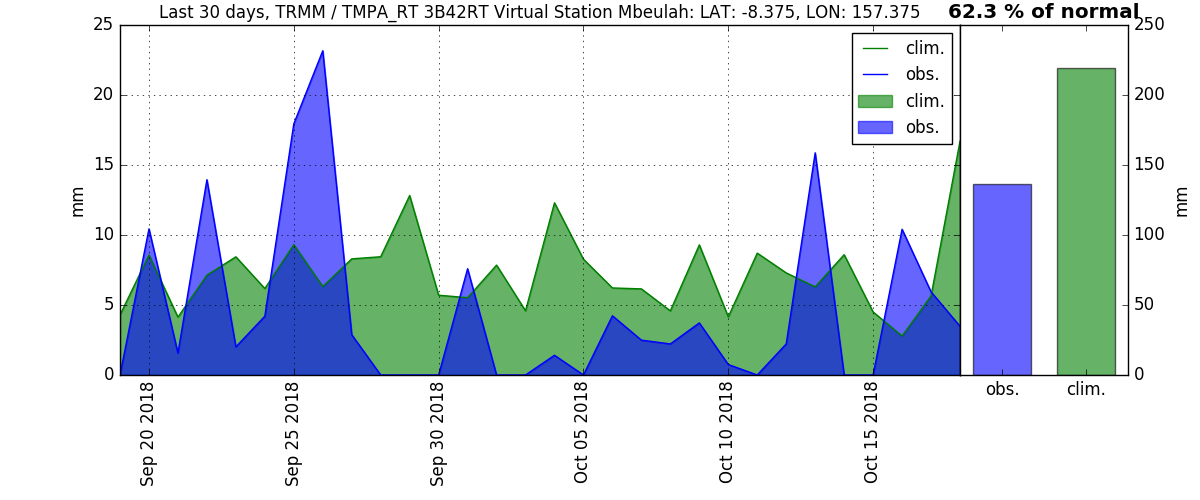 Last 30 days, TRMM / TMPA_RT 3B42RT Virtual Station Mbeulah: LAT: -8.375, LON: 157.375
62.3 % of normal
25
20
15
10
5
0
mm
clim.
obs.
clim.
obs.
250
200
150
100
50
0
mm
obs.
clim.
Sep 20 2018
Sep 25 2018
Sep 30 2018
Oct 05 2018
Oct 10 2018
Oct 15 2018